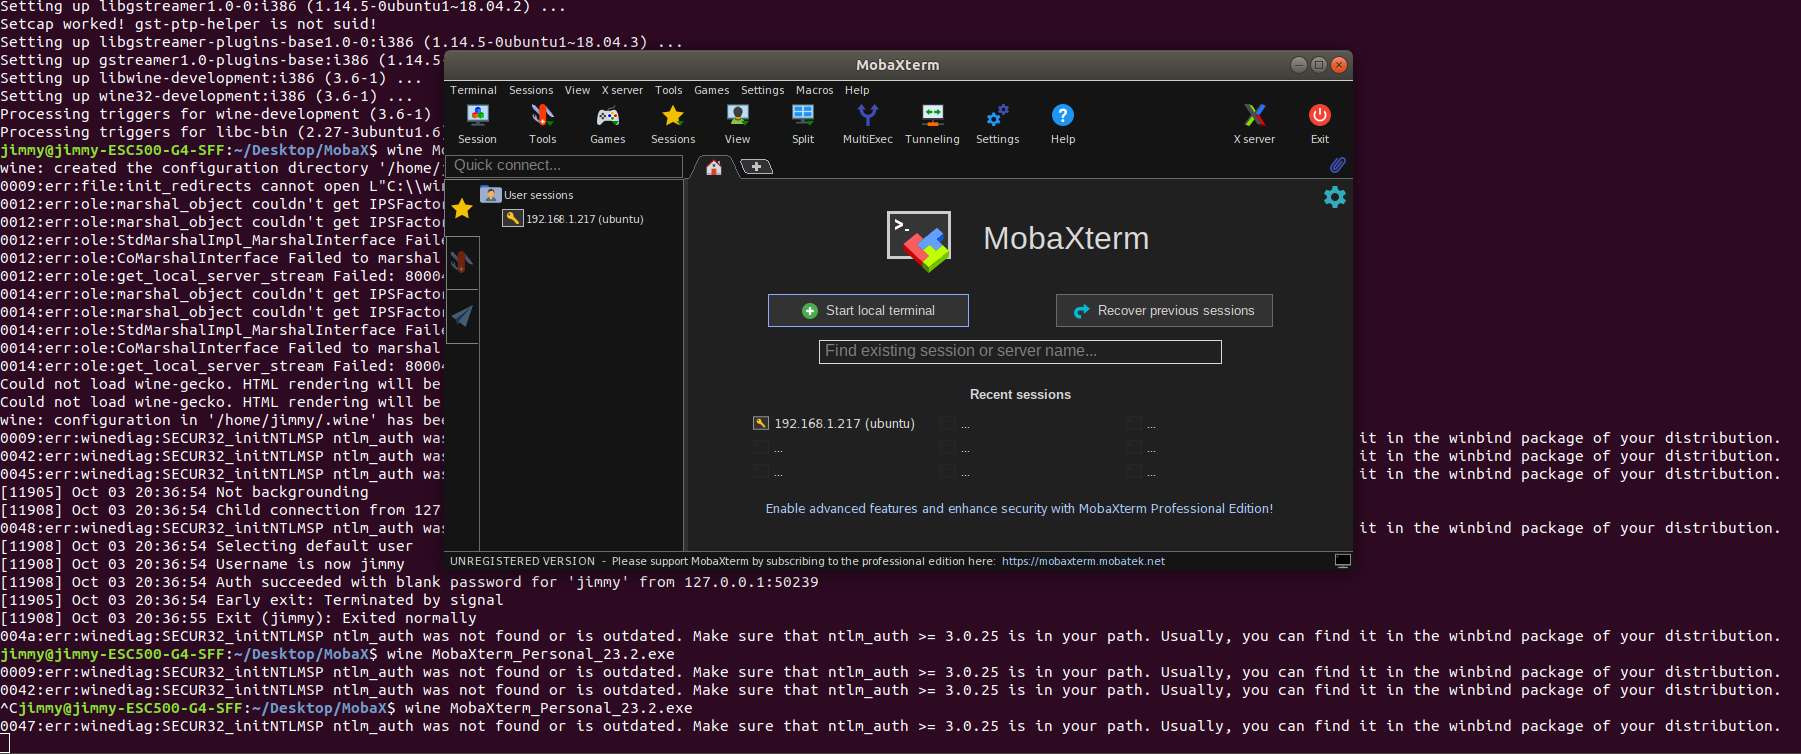 Setting up libgstreamer1.0-0:i386 (1.14.5-0ubuntu1~18.04.2) ...
Setcap worked! gst-ptp-helper is not suid!
Setting up libgstreamer-plugins-base1.0-0:i386 (1.14.5-0ubuntu1~18.04.3) ...
Setting up gstreamer1.0-plugins-base:i386 (1.14.5-
Setting up libwine-development:i386 (3.6-1) ...
Setting up wine32-development:i386 (3.6-1) ...
Processing triggers for wine-development (3.6-1)
Processing triggers for libc-bin (2.27-3ubuntu1.6)
jimmy@jimmy-ESC500-G4-SFF:~/Desktop/MobaX$ wine Mo
wine: created the configuration directory '/home/j
0009:err:file:init_redirects cannot open L"C:\\win
0012:err:ole:marshal_object couldn't get IPSFactor
0012:err:ole:marshal_object couldn't get IPSFactor
0012:err:ole:StdMarshalImpl_MarshalInterface Faile
0012:err:ole:CoMarshalInterface Failed to marshal
0012:err:ole:get_local_server_stream Failed: 80004
0014:err:ole:marshal_object couldn't get IPSFactor
0014:err:ole:marshal_object couldn't get IPSFactor
0014:err:ole:StdMarshalImpl_MarshalInterface Faile
0014:err:ole:CoMarshalInterface Failed to marshal
0014:err:ole:get_local_server_stream Failed: 80004
Could not load wine-gecko. HTML rendering will be
Could not load wine-gecko. HTML rendering will be
wine: configuration in '/home/jimmy/.wine' has bee
0009:err:winediag:SECUR32_initNTLMSP ntlm_auth was it in the winbind package of your distribution.
0042:err:winediag:SECUR32_initNTLMSP ntlm_auth was it in the winbind package of your distribution.
0045:err:winediag:SECUR32_initNTLMSP ntlm_auth was it in the winbind package of your distribution.
[11905] Oct 03 20:36:54 Not backgrounding
[11908] Oct 03 20:36:54 Child connection from 127
0048:err:winediag:SECUR32_initNTLMSP ntlm_auth was it in the winbind package of your distribution.
[11908] Oct 03 20:36:54 Selecting default user
[11908] Oct 03 20:36:54 Username is now jimmy
[11908] Oct 03 20:36:54 Auth succeeded with blank password for 'jimmy' from 127.0.0.1:50239
[11905] Oct 03 20:36:54 Early exit: Terminated by signal
[11908] Oct 03 20:36:55 Exit (jimmy): Exited normally
004a:err:winediag:SECUR32_initNTLMSP ntlm_auth was not found or is outdated. Make sure that ntlm_auth >= 3.0.25 is in your path. Usually, you can find it in the winbind package of your distribution.
jimmy@jimmy-ESC500-G4-SFF:~/Desktop/MobaX$ wine MobaXterm_Personal_23.2.exe
0009:err:winediag:SECUR32_initNTLMSP ntlm_auth was not found or is outdated. Make sure that ntlm_auth >= 3.0.25 is in your path. Usually, you can find it in the winbind package of your distribution.
0042:err:winediag:SECUR32_initNTLMSP ntlm_auth was not found or is outdated. Make sure that ntlm_auth >= 3.0.25 is in your path. Usually, you can find it in the winbind package of your distribution.
^Cjimmy@jimmy-ESC500-G4-SFF:~/Desktop/MobaX$ wine MobaXterm_Personal_23.2.exe
0047:err:winediag:SECUR32_initNTLMSP ntlm_auth was not found or is outdated. Make sure that ntlm_auth >= 3.0.25 is in your path. Usually, you can find it in the winbind package of your distribution.
MobaXterm
Terminal Sessions View X server Tools Games Settings Macros Help
Session Tools Games Sessions View Split MultiExec Tunneling Settings Help X server Exit
Quick connect...
User sessions
192.168.1.217 (ubuntu)
MobaXterm
Start local terminal
Recover previous sessions
Find existing session or server name...
Recent sessions
192.168.1.217 (ubuntu) ... ...
... ... ...
... ... ...
Enable advanced features and enhance security with MobaXterm Professional Edition!
UNREGISTERED VERSION - Please support MobaXterm by subscribing to the professional edition here: https://mobaxterm.mobatek.net